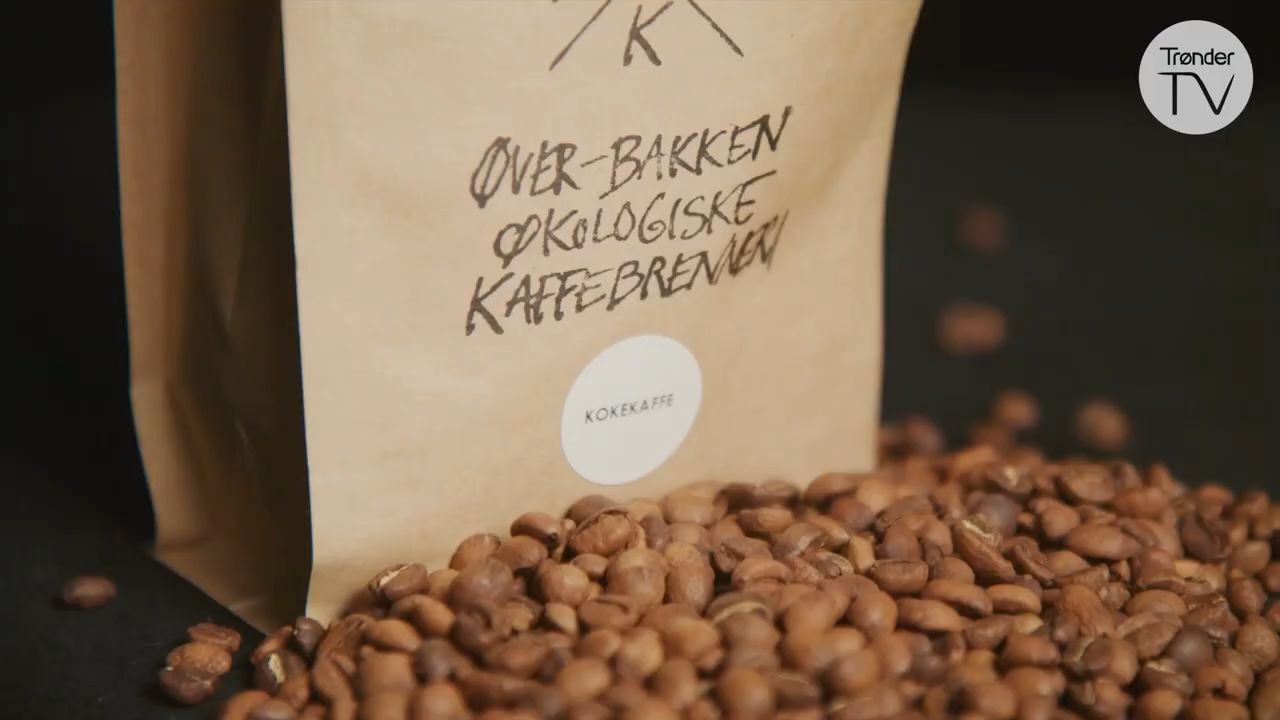 K
ØVER-BAKKEN
ØKOLOGISKE
KAFFEBRENNERI
KOKEKAFFE
Trønder
TV